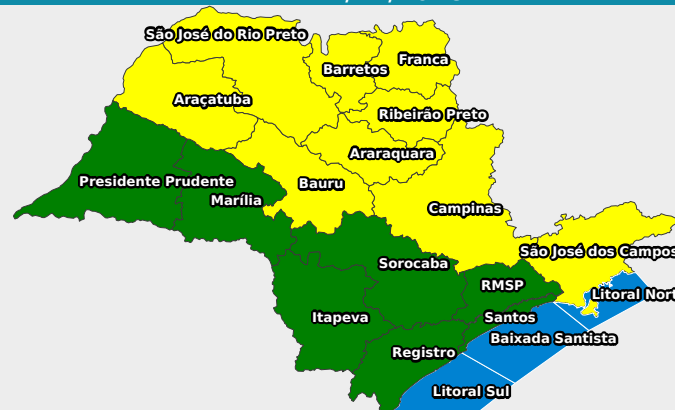 São José do Rio Preto
Franca
Barretos
Araçatuba
Ribeirão Preto
Araraquara
Presidente Prudente
Bauru
Marília
Campinas
São José dos Campos
Sorocaba
RMSP
Litoral Nort
Itapeva
Santos
Baixada Santista
Registro
Litoral Sul